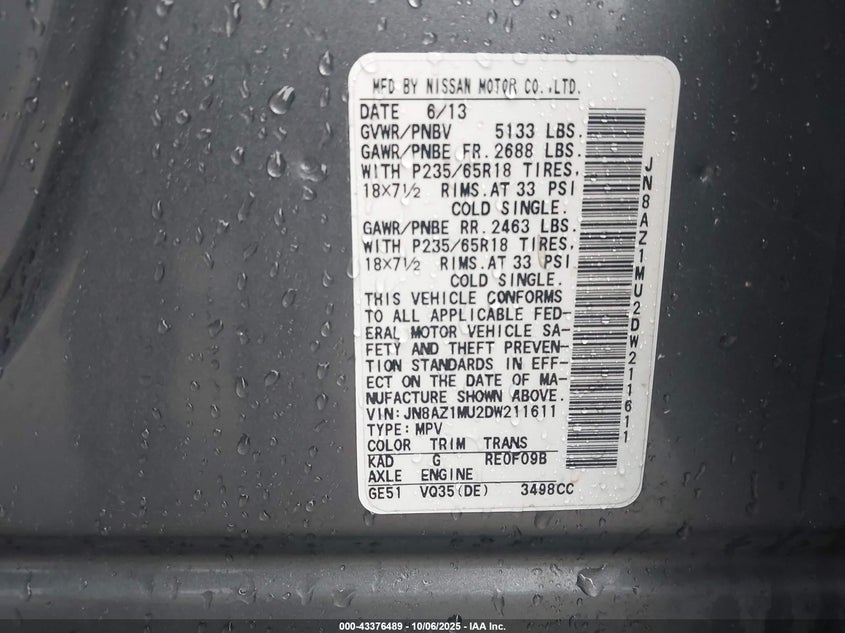 MFD BY NISSAN MOTOR CO.,LTD.
DATE 6/13
GVWR/PNBV 5133 LBS.
GAWR/PNBE FR. 2688 LBS.
WITH P235/65R18 TIRES,
18×7½ RIMS. AT 33 PSI
COLD SINGLE.
GAWR/PNBE RR. 2463 LBS.
WITH P235/65R18 TIRES,
18×7½ RIMS. AT 33 PSI
COLD SINGLE.
THIS VEHICLE CONFORMS
TO ALL APPLICABLE FED-
ERAL MOTOR VEHICLE SA-
FETY AND THEFT PREVEN-
TION STANDARDS IN EFF-
ECT ON THE DATE OF MA-
NUFACTURE SHOWN ABOVE.
VIN: JN8AZ1MU2DW211611
TYPE: MPV
COLOR TRIM TRANS
KAD G RE0F09B
AXLE ENGINE
GE51 VQ35(DE) 3498CC
JN8AZ1MU2DW211611
000-43376489 - 10/06/2025 - IAA Inc.